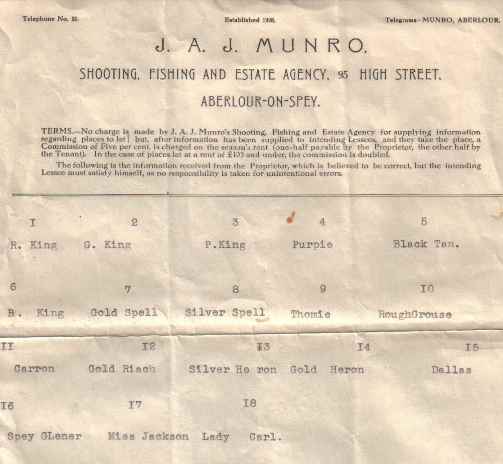 Telephone No. 35. Established 1908. Telegrams—MUNRO, ABERLOUR.
J. A. J. MUNRO,
SHOOTING, FISHING AND ESTATE AGENCY, 95 HIGH STREET,
ABERLOUR-ON-SPEY.
TERMS.—No charge is made by J. A. J. Munro's Shooting, Fishing and Estate Agency for supplying information
regarding places to let; but, after information has been supplied to intending Lessees, and they take the place, a
Commission of Five per cent. is charged on the season's rent (one-half payable by the Proprietor, the other half by
the Tenant). In the case of places let at a rent of £100 and under, the commission is doubled.
The following is the information received from the Proprietor, which is believed to be correct, but the intending
Lessee must satisfy himself, as no responsibility is taken for unintentional errors.
1 2 3 4 5
R. King G. King P.King Purple Black Tan.
6 7 8 9 10
B. King Gold Spell Silver Spell Thomie RoughGrouse
11 12 13 14 15
Carron Gold Riach Silver He ron Gold Heron Dallas
16 17 18
Spey GLener Miss Jackson Lady Carl.